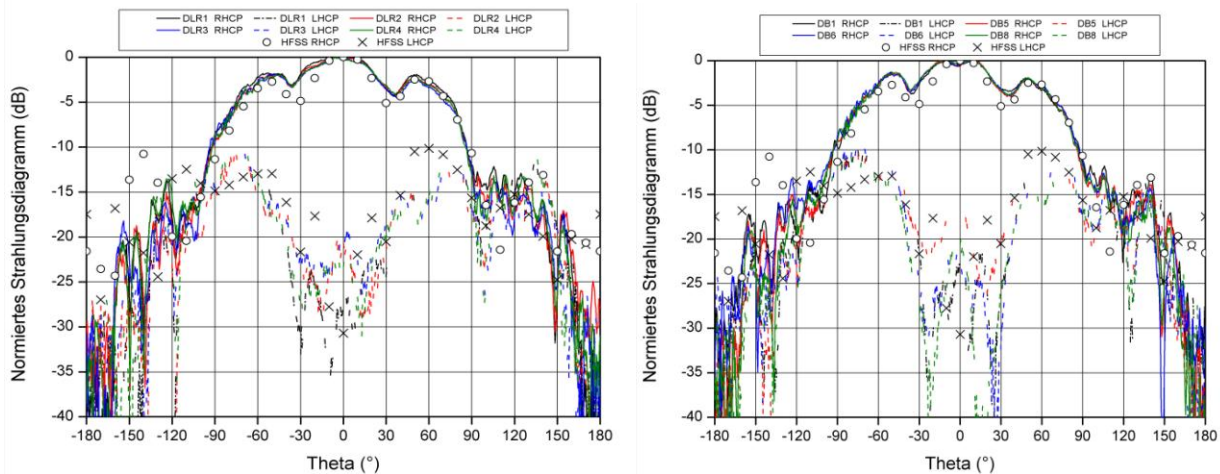 DLR1 RHCP DLR1 LHCP DLR2 RHCP DLR2 LHCP
DLR3 RHCP DLR3 LHCP DLR4 RHCP DLR4 LHCP
HFSS RHCP HFSS LHCP
0
-5
-10
-15
-20
-25
-30
-35
-40
Normiertes Strahlungsdiagramm (dB)
-180 -150 -120 -90 -60 -30 0 30 60 90 120 150 180
Theta (°)
DB1 RHCP DB1 LHCP DB5 RHCP DB5 LHCP
DB6 RHCP DB6 LHCP DB8 RHCP DB8 LHCP
HFSS RHCP HFSS LHCP
0
-5
-10
-15
-20
-25
-30
-35
-40
Normiertes Strahlungsdiagramm (dB)
-180 -150 -120 -90 -60 -30 0 30 60 90 120 150 180
Theta (°)